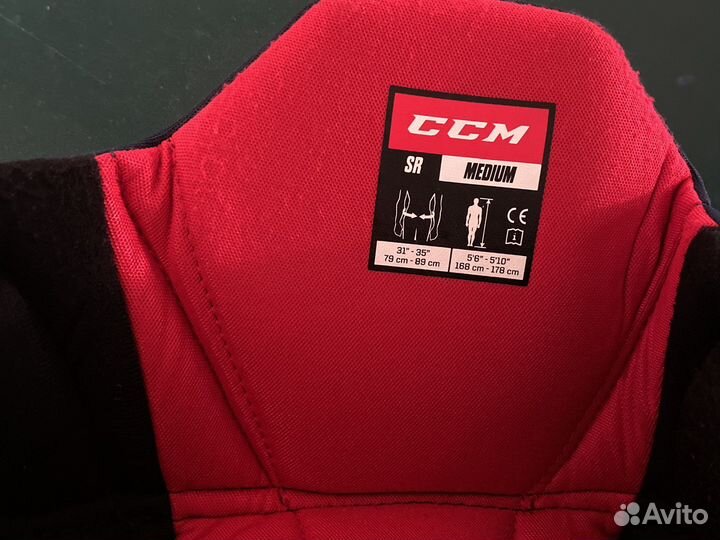 CCM
SR MEDIUM
CE
i
31" - 35" 5'6" - 5'10"
79 cm - 89 cm 168 cm - 178 cm
Avito